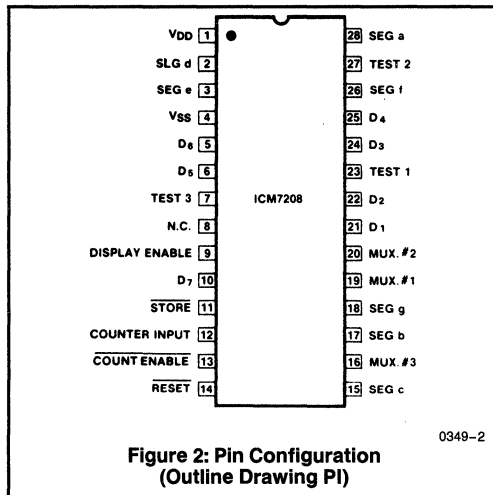 VDD 1
SLG d 2
SEG e 3
VSS 4
D6 5
D5 6
TEST 3 7
N.C. 8
DISPLAY ENABLE 9
D7 10
STORE 11
COUNTER INPUT 12
COUNT ENABLE 13
RESET 14
ICM7208
28 SEG a
27 TEST 2
26 SEG f
25 D4
24 D3
23 TEST 1
22 D2
21 D1
20 MUX. #2
19 MUX. #1
18 SEG g
17 SEG b
16 MUX. #3
15 SEG c
0349-2
Figure 2: Pin Configuration
(Outline Drawing PI)